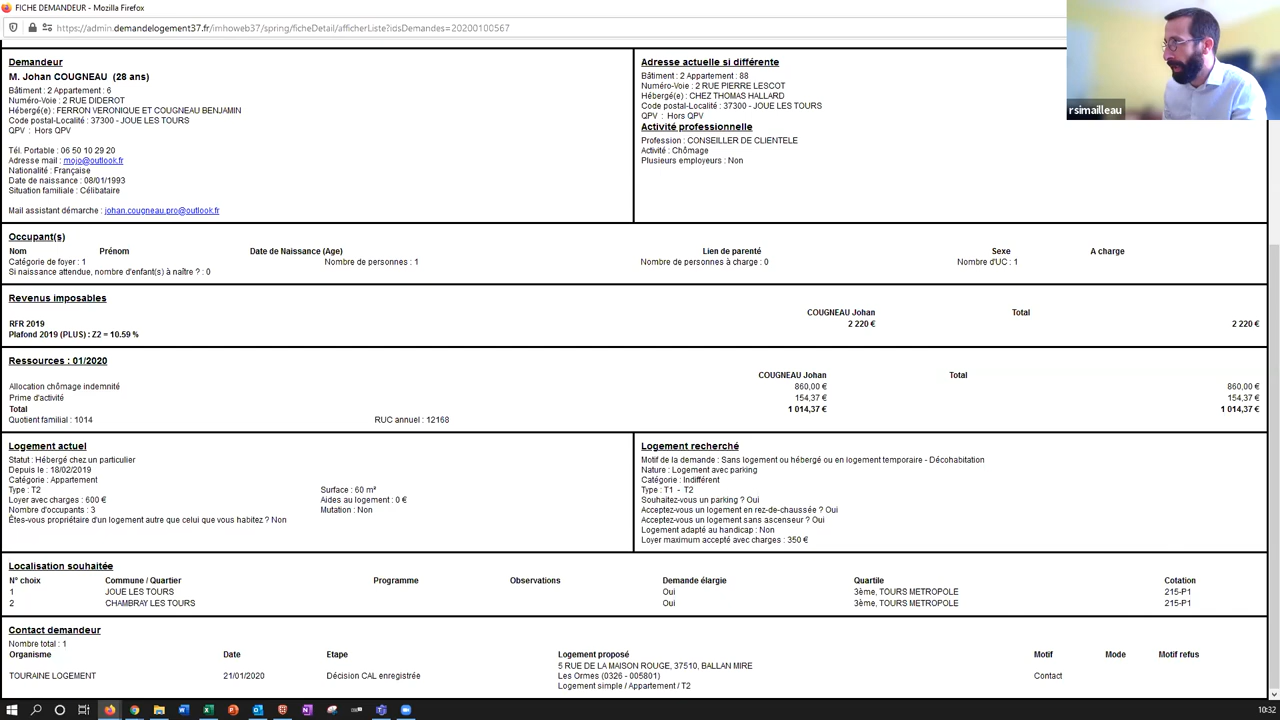 FICHE DEMANDEUR - Mozilla Firefox
https://admin.demandelogement37.fr/imhoweb37/spring/ficheDetail/afficherListe?idsDemandes=20200100567
rsimailleau
Demandeur
M. Johan COUGNEAU (28 ans)
Bâtiment : 2 Appartement : 6
Numéro-Voie : 2 RUE DIDEROT
Hébergé(e) : FERRON VERONIQUE ET COUGNEAU BENJAMIN
Code postal-Localité : 37300 - JOUE LES TOURS
QPV : Hors QPV
Tél. Portable : 06 50 10 29 20
Adresse mail : mojo@outlook.fr
Nationalité : Française
Date de naissance : 08/01/1993
Situation familiale : Célibataire
Mail assistant démarche : johan.cougneau.pro@outlook.fr
Adresse actuelle si différente
Bâtiment : 2 Appartement : 88
Numéro-Voie : 2 RUE PIERRE LESCOT
Hébergé(e) : CHEZ THOMAS HALLARD
Code postal-Localité : 37300 - JOUE LES TOURS
QPV : Hors QPV
Activité professionnelle
Profession : CONSEILLER DE CLIENTELE
Activité : Chômage
Plusieurs employeurs : Non
Occupant(s)
Nom Prénom Date de Naissance (Age) Lien de parenté Sexe A charge
Catégorie de foyer : 1 Nombre de personnes : 1 Nombre de personnes à charge : 0 Nombre d'UC : 1
Si naissance attendue, nombre d'enfant(s) à naître ? : 0
Revenus imposables
COUGNEAU Johan Total
RFR 2019 2 220 € 2 220 €
Plafond 2019 (PLUS) : Z2 = 10.59 %
Ressources : 01/2020
COUGNEAU Johan Total
Allocation chômage indemnité 860,00 € 860,00 €
Prime d'activité 154,37 € 154,37 €
Total 1 014,37 € 1 014,37 €
Quotient familial : 1014 RUC annuel : 12168
Logement actuel
Statut : Hébergé chez un particulier
Depuis le : 18/02/2019
Catégorie : Appartement
Type : T2 Surface : 60 m²
Loyer avec charges : 600 € Aides au logement : 0 €
Nombre d'occupants : 3 Mutation : Non
Êtes-vous propriétaire d'un logement autre que celui que vous habitez ? Non
Logement recherché
Motif de la demande : Sans logement ou hébergé ou en logement temporaire - Décohabitation
Nature : Logement avec parking
Catégorie : Indifférent
Type : T1 - T2
Souhaitez-vous un parking ? Oui
Acceptez-vous un logement en rez-de-chaussée ? Oui
Acceptez-vous un logement sans ascenseur ? Oui
Logement adapté au handicap : Non
Loyer maximum accepté avec charges : 350 €
Localisation souhaitée
N° choix Commune / Quartier Programme Observations Demande élargie Quartile Cotation
1 JOUE LES TOURS Oui 3ème, TOURS METROPOLE 215-P1
2 CHAMBRAY LES TOURS Oui 3ème, TOURS METROPOLE 215-P1
Contact demandeur
Nombre total : 1
Organisme Date Etape Logement proposé Motif Mode Motif refus
5 RUE DE LA MAISON ROUGE, 37510, BALLAN MIRE
TOURAINE LOGEMENT 21/01/2020 Décision CAL enregistrée Les Ormes (0326 - 005801) Contact
Logement simple / Appartement / T2
10:32